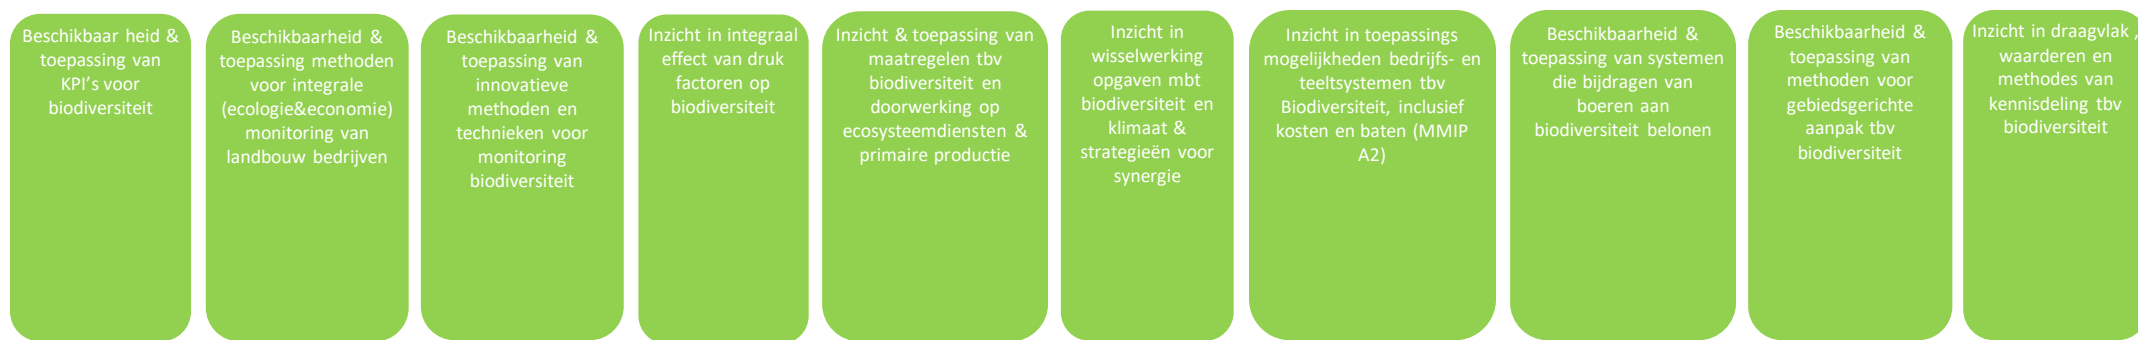 Beschikbaar heid &
toepassing van
KPI's voor
biodiversiteit
Beschikbaarheid &
toepassing methoden
voor integrale
(ecologie&economie)
monitoring van
landbouw bedrijven
Beschikbaarheid &
toepassing van
innovatieve
methoden en
technieken voor
monitoring
biodiversiteit
Inzicht in integraal
effect van druk
factoren op
biodiversiteit
Inzicht & toepassing van
maatregelen tbv
biodiversiteit en
doorwerking op
ecosysteemdiensten &
primaire productie
Inzicht in
wisselwerking
opgaven mbt
biodiversiteit en
klimaat &
strategieën voor
synergie
Inzicht in toepassings
mogelijkheden bedrijfs- en
teeltsystemen tbv
Biodiversiteit, inclusief
kosten en baten (MMIP
A2)
Beschikbaarheid &
toepassing van systemen
die bijdragen van
boeren aan
biodiversiteit belonen
Beschikbaarheid &
toepassing van
methoden voor
gebiedsgerichte
aanpak tbv
biodiversiteit
Inzicht in draagvlak ,
waarderen en
methodes van
kennisdeling tbv
biodiversiteit